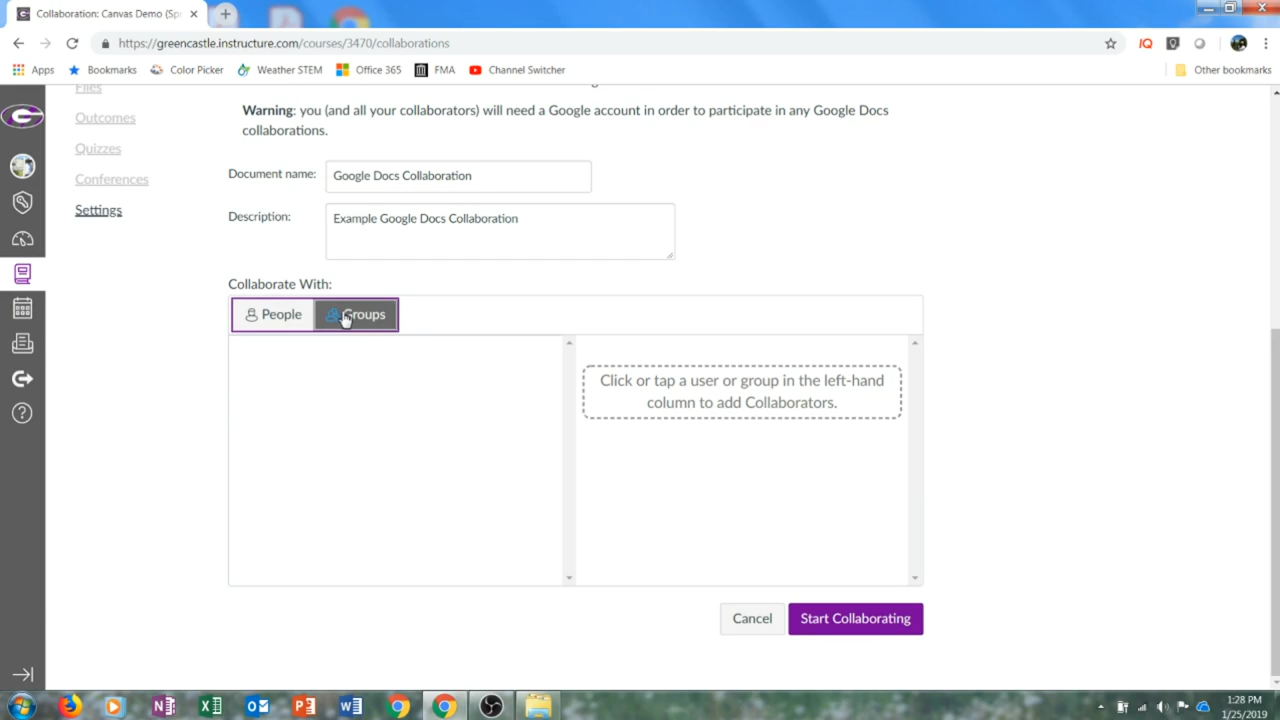 Collaboration: Canvas Demo (Sp
https://greencastle.instructure.com/courses/3470/collaborations
Apps
Bookmarks
Color Picker
Weather STEM
Office 365
FMA
Channel Switcher
Other bookmarks
Files
Outcomes
Quizzes
Conferences
Settings
Warning: you (and all your collaborators) will need a Google account in order to participate in any Google Docs
collaborations.
Document name:
Google Docs Collaboration
Description:
Example Google Docs Collaboration
Collaborate With:
People
Groups
Click or tap a user or group in the left-hand
column to add Collaborators.
Cancel
Start Collaborating
1:28 PM
1/25/2019